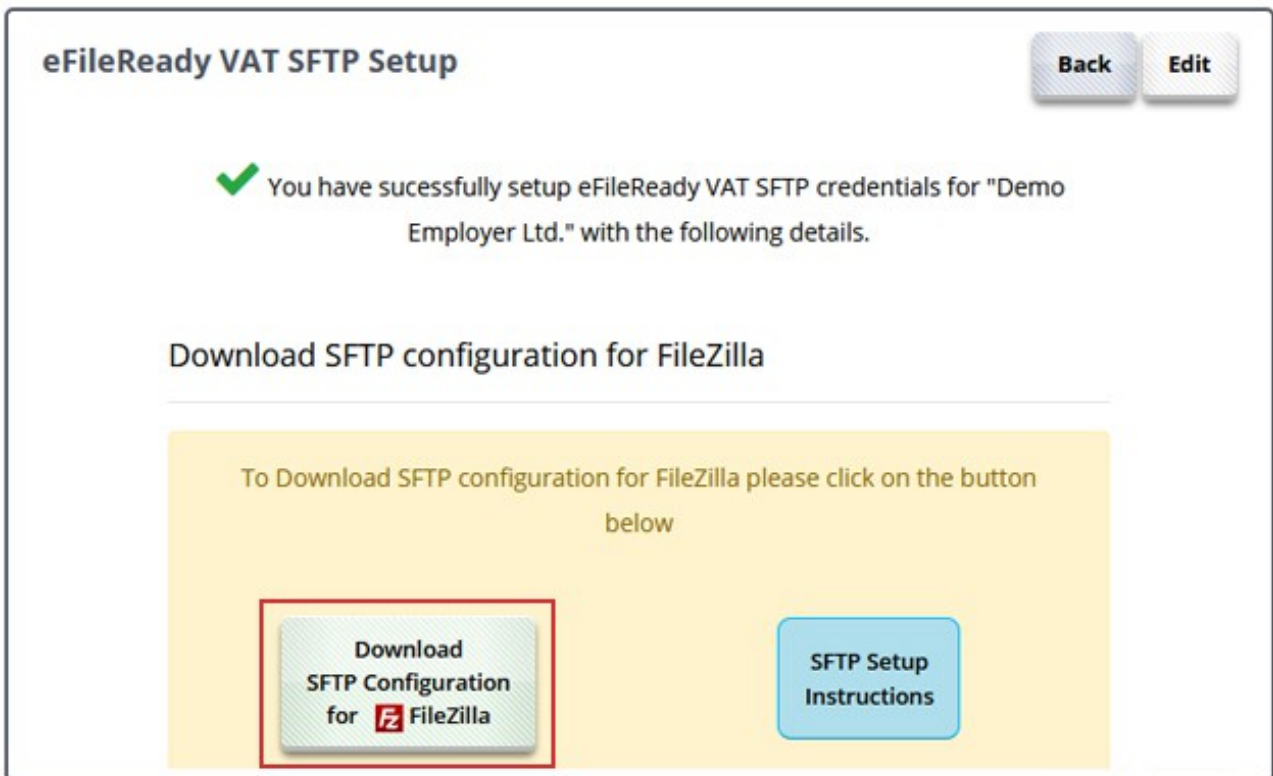 eFileReady VAT SFTP Setup
Back
Edit
You have sucessfully setup eFileReady VAT SFTP credentials for "Demo
Employer Ltd." with the following details.
Download SFTP configuration for FileZilla
To Download SFTP configuration for FileZilla please click on the button
below
Download
SFTP Configuration
for Fz FileZilla
SFTP Setup
Instructions